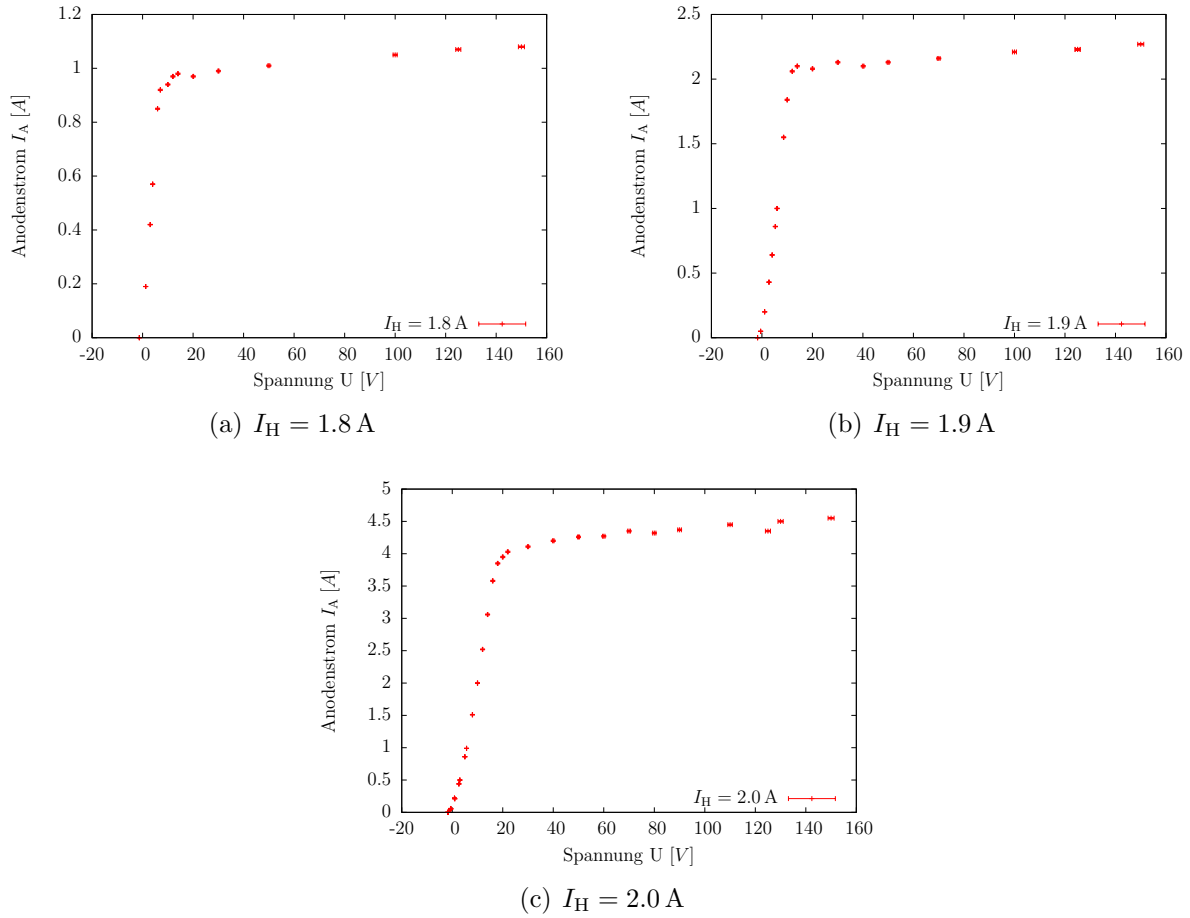 Anodenstrom I_A [A]
1.2
1
0.8
0.6
0.4
0.2
0
-20 0 20 40 60 80 100 120 140 160
Spannung U [V]
I_H = 1.8 A
(a) I_H = 1.8 A
Anodenstrom I_A [A]
2.5
2
1.5
1
0.5
0
-20 0 20 40 60 80 100 120 140 160
Spannung U [V]
I_H = 1.9 A
(b) I_H = 1.9 A
Anodenstrom I_A [A]
5
4.5
4
3.5
3
2.5
2
1.5
1
0.5
0
-20 0 20 40 60 80 100 120 140 160
Spannung U [V]
I_H = 2.0 A
(c) I_H = 2.0 A